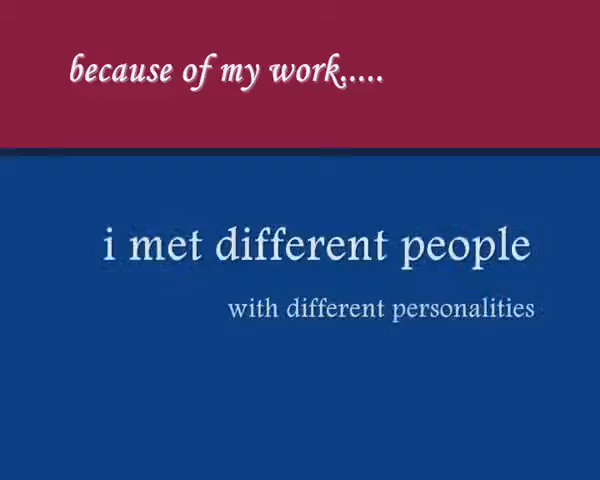 because of my work.....
i met different people
with different personalities